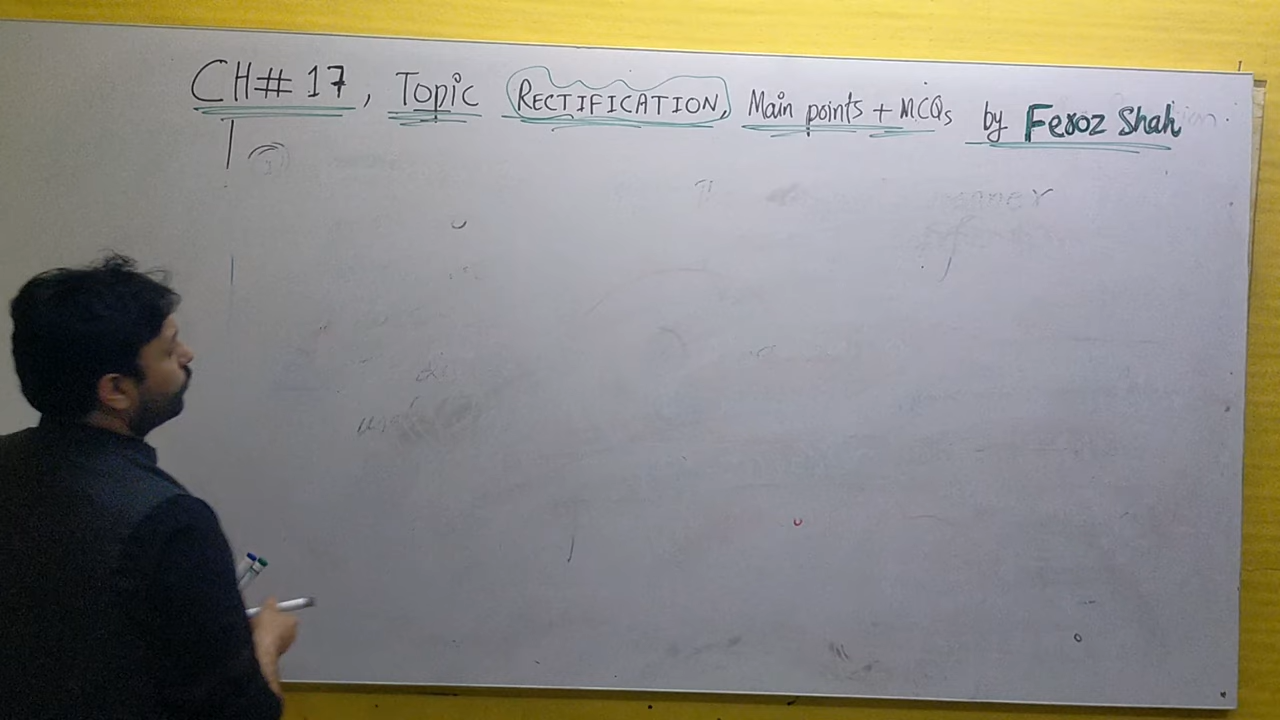 CH# 17, Topic RECTIFICATION, Main points + MCQs by Feroz Shah